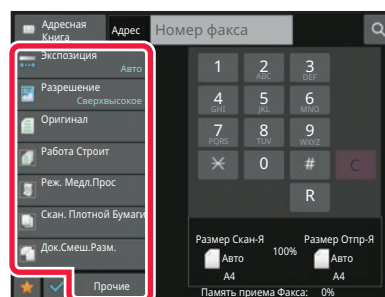 Адресная
Книга
Адрес
Номер факса
Экспозиция
Авто
Разрешение
Сверхвысокое
Оригинал
Работа Строит
Реж. Медл.Прос
Скан. Плотной Бумаги
Док.Смеш.Разм.
Прочие
1
2
ABC
3
DEF
4
GHI
5
JKL
6
MNO
7
PQRS
8
TUV
9
WXYZ
0
#
C
R
Размер Скан-Я
Авто
A4
100%
Размер Отпр-Я
Авто
A4
Память приема Факса: 0%